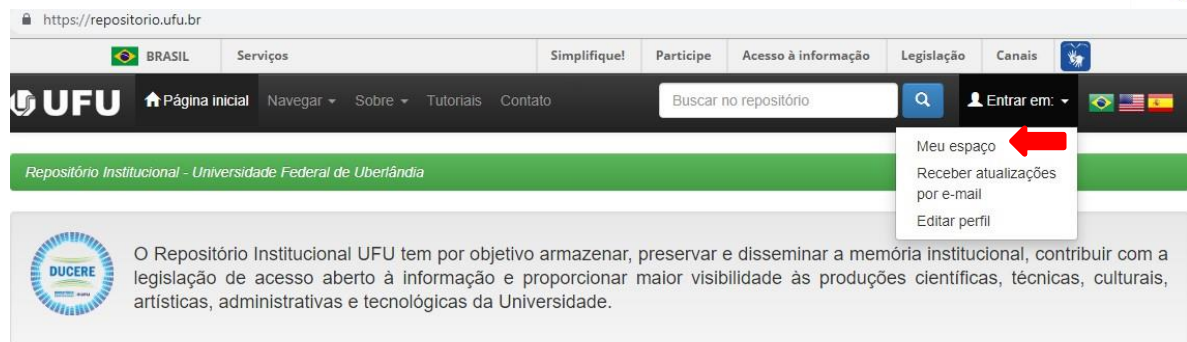 https://repositorio.ufu.br
BRASIL Serviços Simplifique! Participe Acesso à informação Legislação Canais
UFU Página inicial Navegar Sobre Tutoriais Contato Buscar no repositório Entrar em:
Meu espaço
Receber atualizações
por e-mail
Editar perfil
Repositório Institucional - Universidade Federal de Uberlândia
DUCERE
O Repositório Institucional UFU tem por objetivo armazenar, preservar e disseminar a memória institucional, contribuir com a
legislação de acesso aberto à informação e proporcionar maior visibilidade às produções científicas, técnicas, culturais,
artísticas, administrativas e tecnológicas da Universidade.